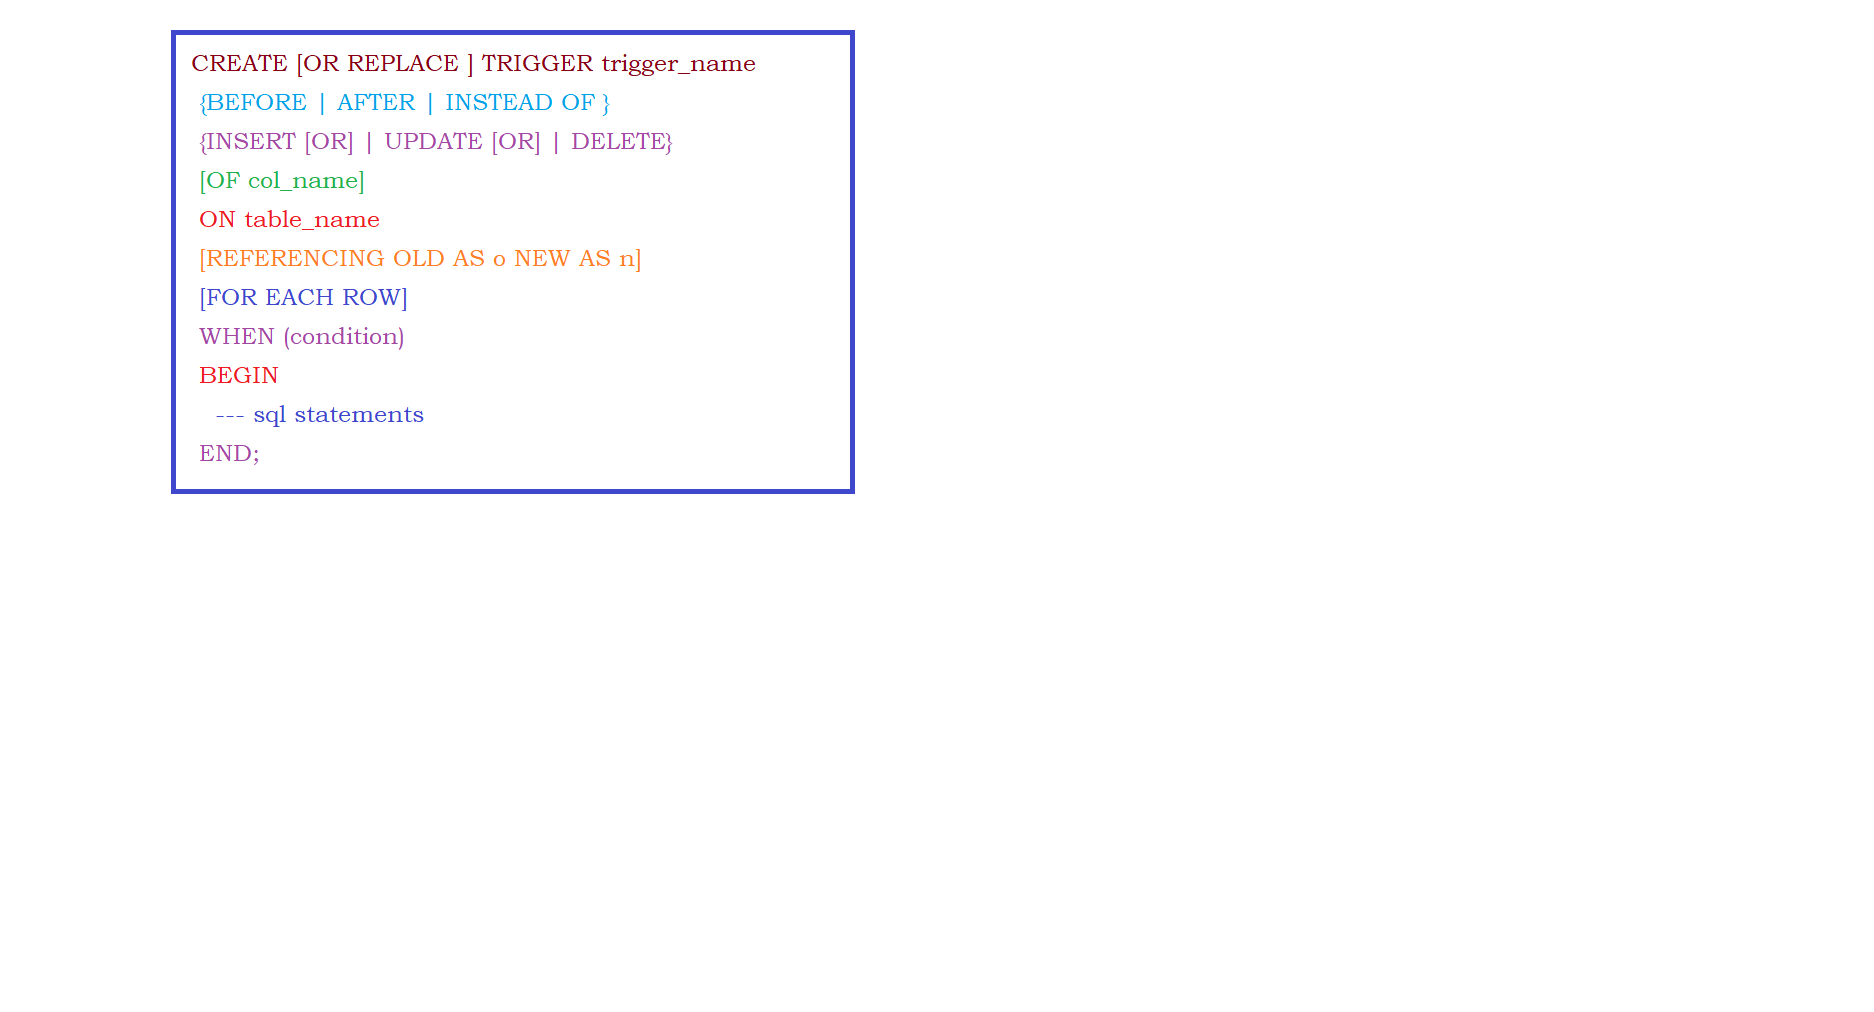 CREATE [OR REPLACE ] TRIGGER trigger_name
{BEFORE | AFTER | INSTEAD OF }
{INSERT [OR] | UPDATE [OR] | DELETE}
[OF col_name]
ON table_name
[REFERENCING OLD AS o NEW AS n]
[FOR EACH ROW]
WHEN (condition)
BEGIN
--- sql statements
END;